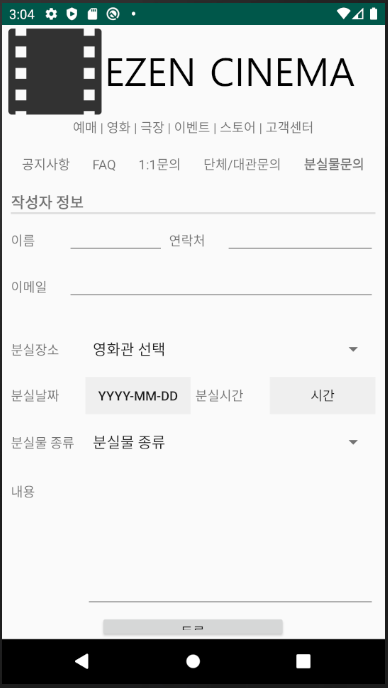 3:04
EZEN CINEMA
예매 | 영화 | 극장 | 이벤트 | 스토어 | 고객센터
공지사항 FAQ 1:1문의 단체/대관문의 분실물문의
작성자 정보
이름 연락처
이메일
분실장소 영화관 선택
분실날짜 YYYY-MM-DD 분실시간 시간
분실물 종류 분실물 종류
내용